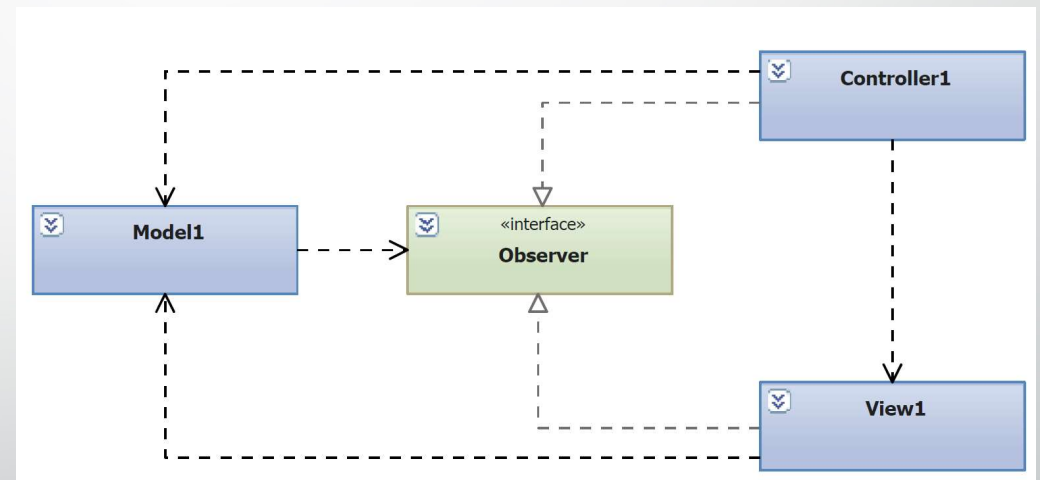 Controller1
Model1
«interface»
Observer
View1